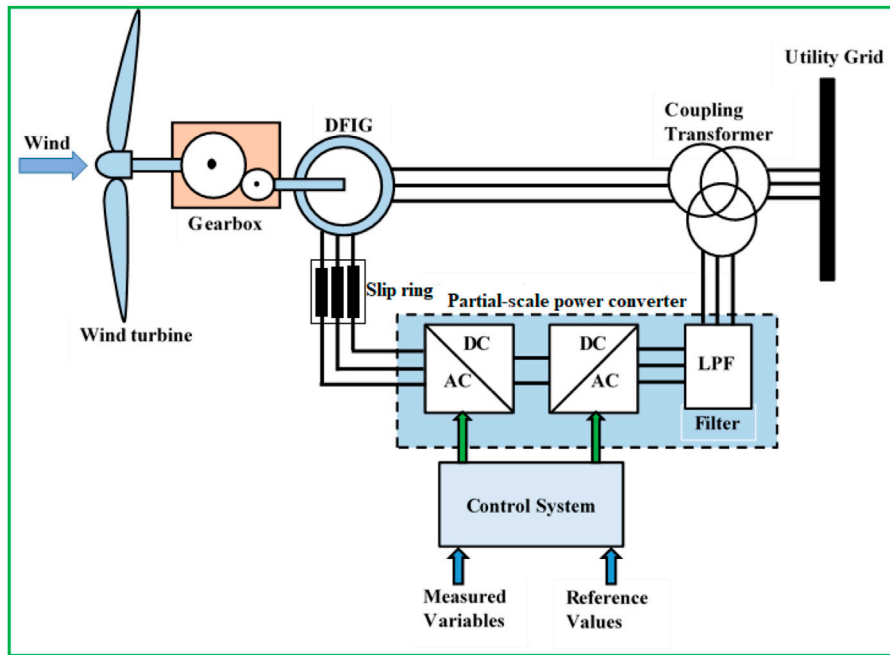 Utility Grid
Coupling
Transformer
DFIG
Wind
Gearbox
Slip ring
Partial-scale power converter
Wind turbine
DC
AC
DC
AC
LPF
Filter
Control System
Measured
Variables
Reference
Values